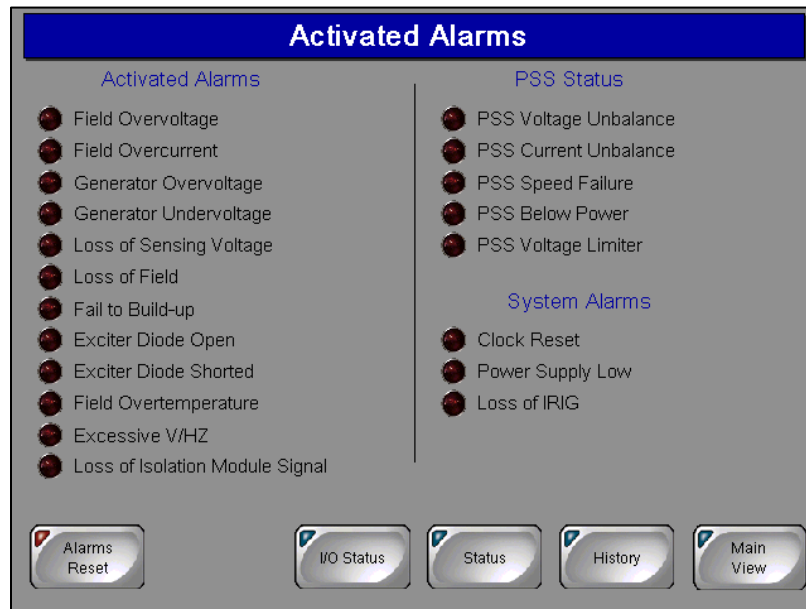 Activated Alarms
Activated Alarms
Field Overvoltage
Field Overcurrent
Generator Overvoltage
Generator Undervoltage
Loss of Sensing Voltage
Loss of Field
Fail to Build-up
Exciter Diode Open
Exciter Diode Shorted
Field Overtemperature
Excessive V/HZ
Loss of Isolation Module Signal
PSS Status
PSS Voltage Unbalance
PSS Current Unbalance
PSS Speed Failure
PSS Below Power
PSS Voltage Limiter
System Alarms
Clock Reset
Power Supply Low
Loss of IRIG
Alarms
Reset
I/O Status
Status
History
Main
View